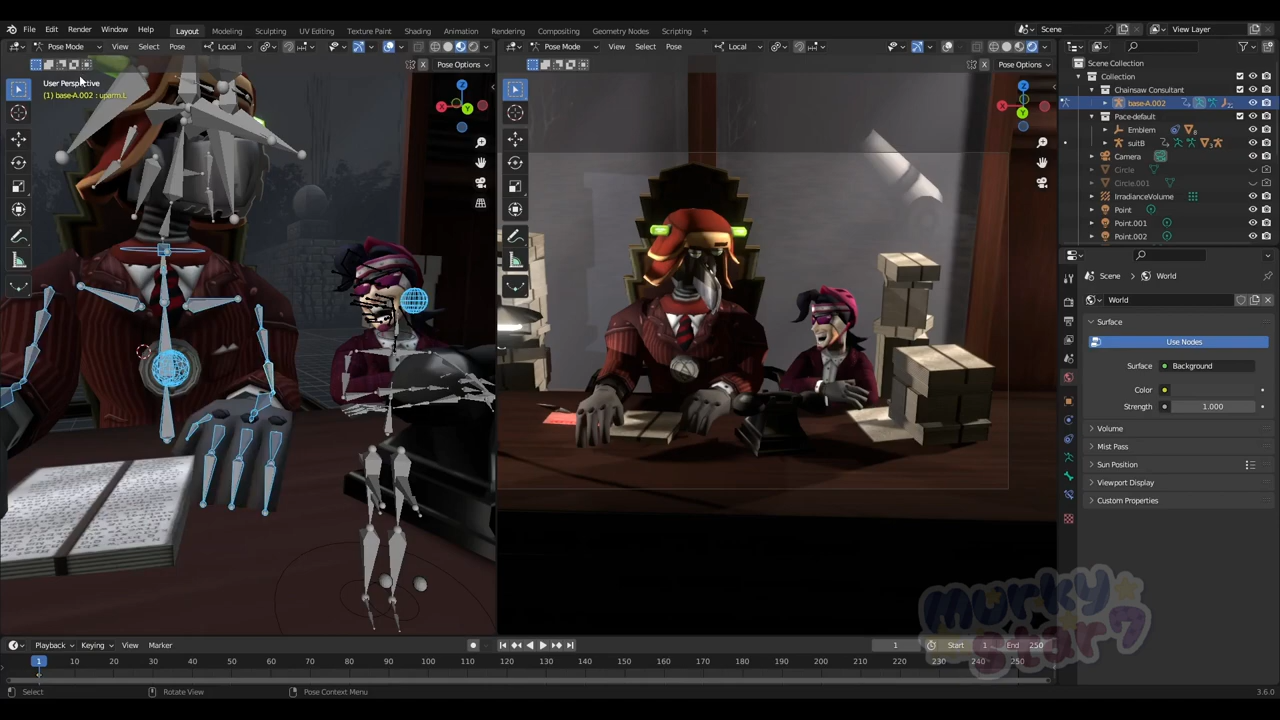 File Edit Render Window Help Layout Modeling Sculpting UV Editing Texture Paint Shading Animation Rendering Compositing Geometry Nodes Scripting Scene View Layer
Pose Mode View Select Pose Local
Pose Mode View Select Pose Local
Pose Options
Pose Options
User Perspective
(1) base-A.002 : uparm.L
Scene Collection
Collection
Chainsaw Consultant
base-A.002
Pace-default
Emblem
suitB
Camera
Circle
Circle.001
IrradianceVolume
Point
Point.001
Point.002
Scene World
World
Surface
Use Nodes
Surface Background
Color
Strength 1.000
Volume
Mist Pass
Sun Position
Viewport Display
Custom Properties
murky
star7
Playback Keying View Marker 1 Start 1 End 250
1 10 20 30 40 50 60 70 80 90 100 110 120 130 140 150 160 170 180 190 200 210 220 230 240 250
Select Rotate View Pose Context Menu 3.6.0